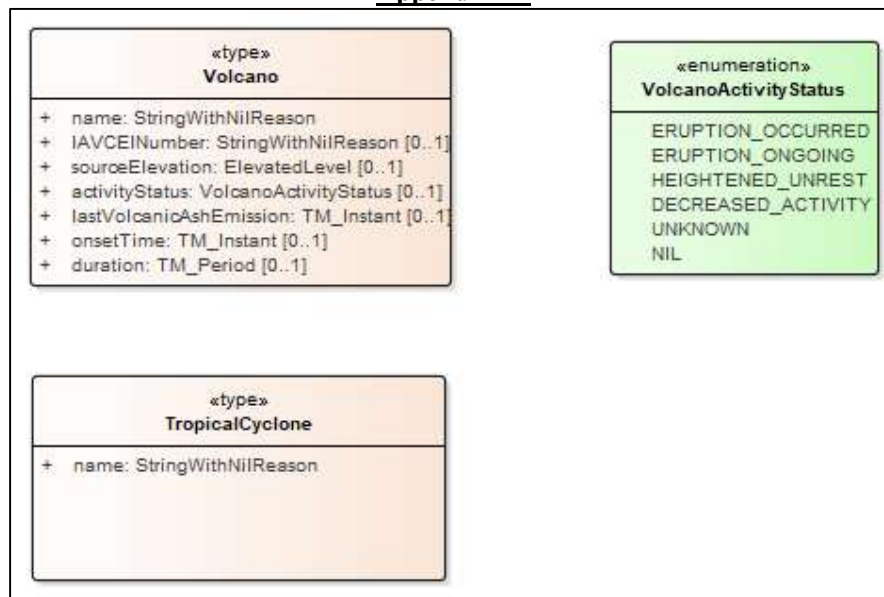 «type»
Volcano
+ name: StringWithNilReason
+ IAVCEINumber: StringWithNilReason [0..1]
+ sourceElevation: ElevatedLevel [0..1]
+ activityStatus: VolcanoActivityStatus [0..1]
+ lastVolcanicAshEmission: TM_Instant [0..1]
+ onsetTime: TM_Instant [0..1]
+ duration: TM_Period [0..1]
«enumeration»
VolcanoActivityStatus
ERUPTION_OCCURRED
ERUPTION_ONGOING
HEIGHTENED_UNREST
DECREASED_ACTIVITY
UNKNOWN
NIL
«type»
TropicalCyclone
+ name: StringWithNilReason